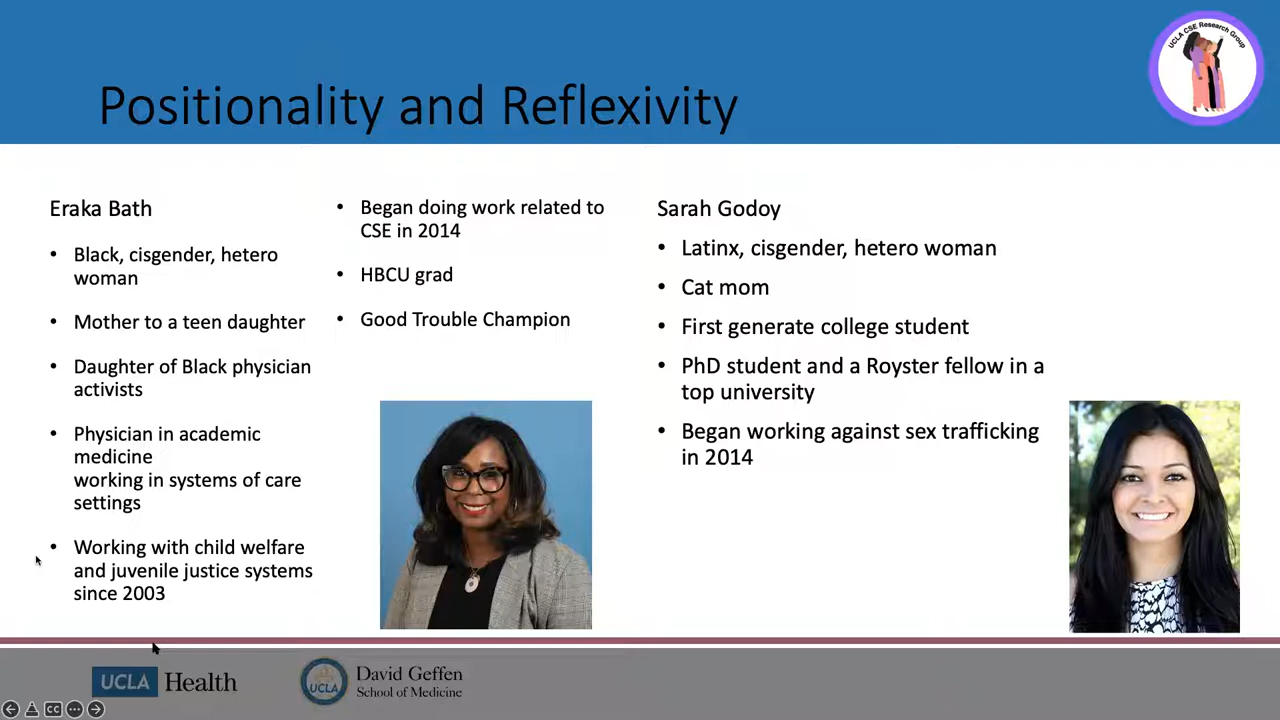 UCLA CSE Research Group
Positionality and Reflexivity
Eraka Bath
• Black, cisgender, hetero
woman
• Mother to a teen daughter
• Daughter of Black physician
activists
• Physician in academic
medicine
working in systems of care
settings
• Working with child welfare
and juvenile justice systems
since 2003
• Began doing work related to
CSE in 2014
• HBCU grad
• Good Trouble Champion
Sarah Godoy
• Latinx, cisgender, hetero woman
• Cat mom
• First generate college student
• PhD student and a Royster fellow in a
top university
• Began working against sex trafficking
in 2014
UCLA Health
UCLA
David Geffen
School of Medicine
CC